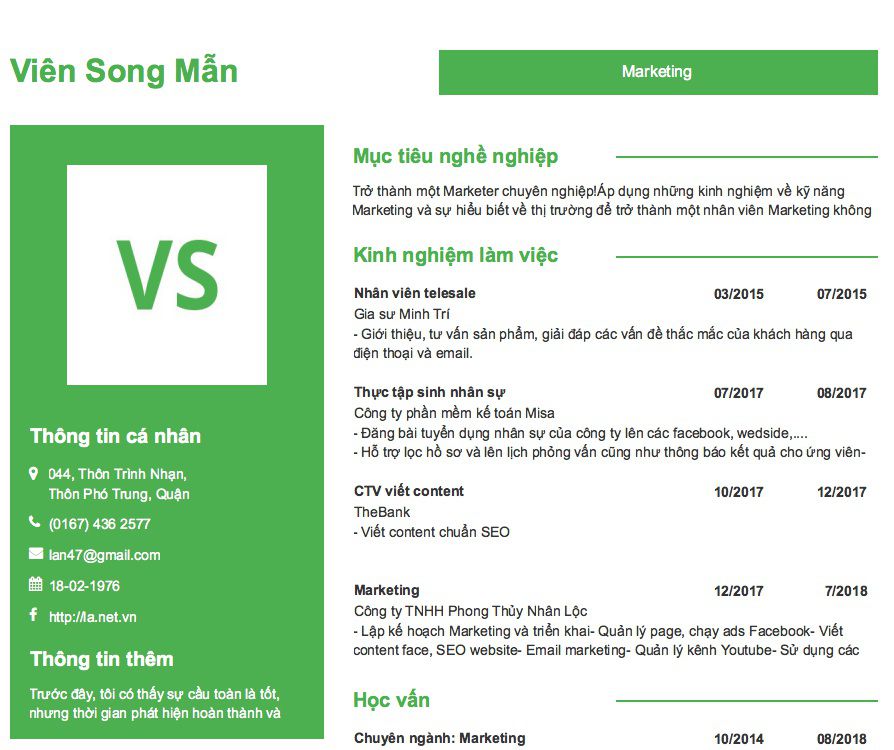 Viên Song Mẫn
Marketing
VS
Thông tin cá nhân
044, Thôn Trình Nhạn,
Thôn Phó Trung, Quận
(0167) 436 2577
lan47@gmail.com
18-02-1976
http://la.net.vn
Thông tin thêm
Trước đây, tôi có thấy sự cầu toàn là tốt,
nhưng thời gian phát hiện hoàn thành và
Mục tiêu nghề nghiệp
Trở thành một Marketer chuyên nghiệp!Áp dụng những kinh nghiệm về kỹ năng
Marketing và sự hiểu biết về thị trường để trở thành một nhân viên Marketing không
Kinh nghiệm làm việc
Nhân viên telesale 03/2015 07/2015
Gia sư Minh Trí
- Giới thiệu, tư vấn sản phẩm, giải đáp các vấn đề thắc mắc của khách hàng qua
điện thoại và email.
Thực tập sinh nhân sự 07/2017 08/2017
Công ty phần mềm kế toán Misa
- Đăng bài tuyển dụng nhân sự của công ty lên các facebook, wedside,....
- Hỗ trợ lọc hồ sơ và lên lịch phỏng vấn cũng như thông báo kết quả cho ứng viên-
CTV viết content 10/2017 12/2017
TheBank
- Viết content chuẩn SEO
Marketing 12/2017 7/2018
Công ty TNHH Phong Thủy Nhân Lộc
- Lập kế hoạch Marketing và triển khai- Quản lý page, chạy ads Facebook- Viết
content face, SEO website- Email marketing- Quản lý kênh Youtube- Sử dụng các
Học vấn
Chuyên ngành: Marketing 10/2014 08/2018